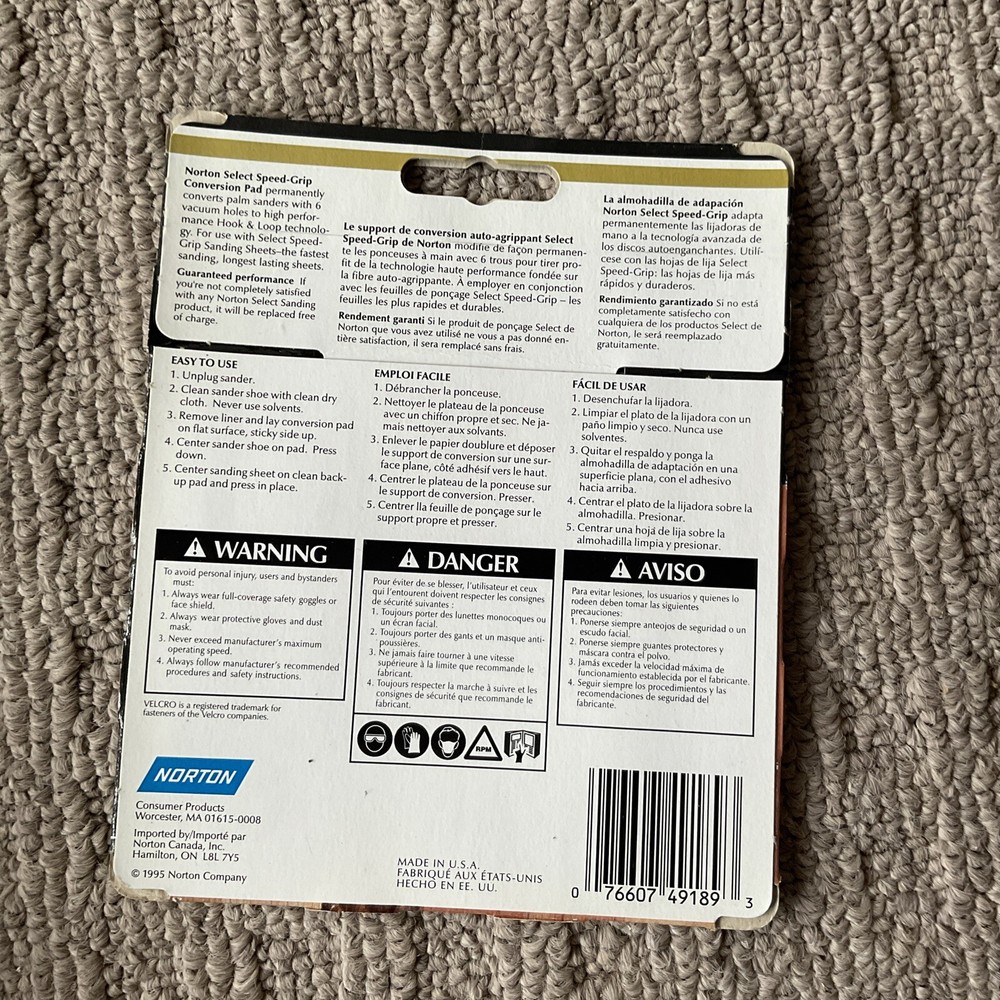 Norton Select Speed-Grip
Conversion Pad permanently
converts palm sanders with 6
vacuum holes to high perfor-
mance Hook & Loop technolo-
gy. For use with Select Speed-
Grip Sanding Sheets–the fastest
sanding, longest lasting sheets.
Guaranteed performance If
you're not completely satisfied
with any Norton Select Sanding
product, it will be replaced free
of charge.
Le support de conversion auto-agrippant Select
Speed-Grip de Norton modifie de façon permanen-
te les ponceuses à main avec 6 trous pour tirer pro-
fit de la technologie haute performance fondée sur
la fibre auto-agrippante. À employer en conjonction
avec les feuilles de ponçage Select Speed-Grip – les
feuilles les plus rapides et durables.
Rendement garanti Si le produit de ponçage Select de
Norton que vous avez utilisé ne vous a pas donné en-
tière satisfaction, il sera remplacé sans frais.
La almohadilla de adapación
Norton Select Speed-Grip adapta
permanentemente las lijadoras de
mano a la tecnología avanzada de
los discos autoenganchantes. Utilí-
cese con las hojas de lija Select
Speed-Grip: las hojas de lija más
rápidos y duraderos.
Rendimiento garantizado Si no está
completamente satisfecho con
cualquiera de los productos Select de
Norton, le será reemplazado
gratuitamente.
EASY TO USE
1. Unplug sander.
2. Clean sander shoe with clean dry
cloth. Never use solvents.
3. Remove liner and lay conversion pad
on flat surface, sticky side up.
4. Center sander shoe on pad. Press
down.
5. Center sanding sheet on clean back-
up pad and press in place.
EMPLOI FACILE
1. Débrancher la ponceuse.
2. Nettoyer le plateau de la ponceuse
avec un chiffon propre et sec. Ne ja-
mais nettoyer aux solvants.
3. Enlever le papier doublure et déposer
le support de conversion sur une sur-
face plane, côté adhésif vers le haut.
4. Centrer le plateau de la ponceuse sur
le support de conversion. Presser.
5. Centrer lla feuille de ponçage sur le
support propre et presser.
FÁCIL DE USAR
1. Desenchufar la lijadora.
2. Limpiar el plato de la lijadora con un
paño limpio y seco. Nunca use
solventes.
3. Quitar el respaldo y ponga la
almohadilla de adaptación en una
superficie plana, con el adhesivo
hacia arriba.
4. Centrar el plato de la lijadora sobre la
almohadilla. Presionar.
5. Centrar una hoja de lija sobre la
almohadilla limpia y presionar.
WARNING
To avoid personal injury, users and bystanders
must:
1. Always wear full-coverage safety goggles or
face shield.
2. Always wear protective gloves and dust
mask.
3. Never exceed manufacturer's maximum
operating speed.
4. Always follow manufacturer's recommended
procedures and safety instructions.
DANGER
Pour éviter de se blesser, l'utilisateur et ceux
qui l'entourent doivent respecter les consignes
de sécurité suivantes :
1. Toujours porter des lunettes monocoques ou
un écran facial.
2. Toujours porter des gants et un masque anti-
poussières.
3. Ne jamais faire tourner à une vitesse
supérieure à la limite que recommande le
fabricant.
4. Toujours respecter la marche à suivre et les
consignes de sécurité que recommande le
fabricant.
AVISO
Para evitar lesiones, los usuarios y quienes lo
rodeen deben tomar las siguientes
precauciones:
1. Ponerse siempre anteojos de seguridad o un
escudo facial.
2. Ponerse siempre guantes protectores y
máscara contra el polvo.
3. Jamás exceder la velocidad máxima de
funcionamiento establecida por el fabricante.
4. Seguir siempre los procedimientos y las
recomendaciones de seguridad del
fabricante.
VELCRO is a registered trademark for
fasteners of the Velcro companies.
RPM
NORTON
Consumer Products
Worcester, MA 01615-0008
Imported by/Importé par
Norton Canada, Inc.
Hamilton, ON L8L 7Y5
© 1995 Norton Company
MADE IN U.S.A.
FABRIQUÉ AUX ÉTATS-UNIS
HECHO EN EE. UU.
0 76607 49189 3